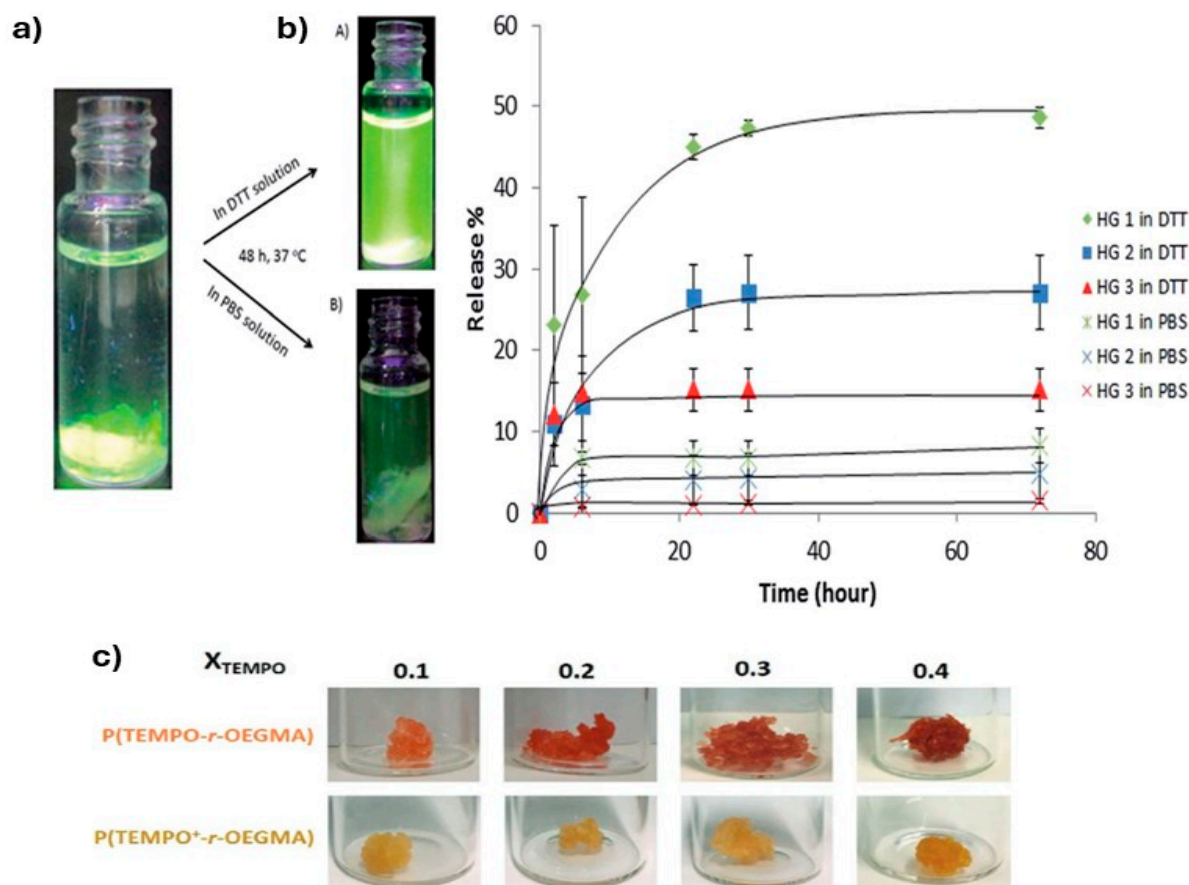 a)
b)
A)
In DTT solution
48 h, 37 °C
In PBS solution
B)
Release %
60
50
40
30
20
10
0
0 20 40 60 80
Time (hour)
HG 1 in DTT
HG 2 in DTT
HG 3 in DTT
HG 1 in PBS
HG 2 in PBS
HG 3 in PBS
c)
X_TEMPO 0.1 0.2 0.3 0.4
P(TEMPO-r-OEGMA)
P(TEMPO⁺-r-OEGMA)